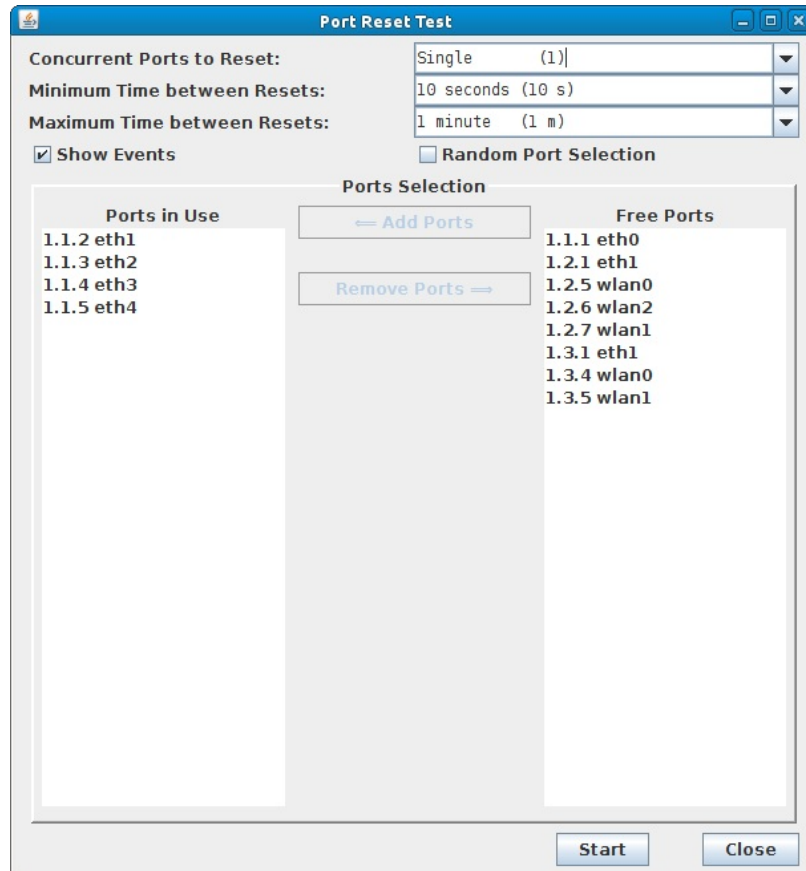 Port Reset Test
Concurrent Ports to Reset: Single (1)
Minimum Time between Resets: 10 seconds (10 s)
Maximum Time between Resets: 1 minute (1 m)
Show Events Random Port Selection
Ports Selection
Ports in Use
1.1.2 eth1
1.1.3 eth2
1.1.4 eth3
1.1.5 eth4
⟸ Add Ports
Remove Ports ⟹
Free Ports
1.1.1 eth0
1.2.1 eth1
1.2.5 wlan0
1.2.6 wlan2
1.2.7 wlan1
1.3.1 eth1
1.3.4 wlan0
1.3.5 wlan1
Start Close